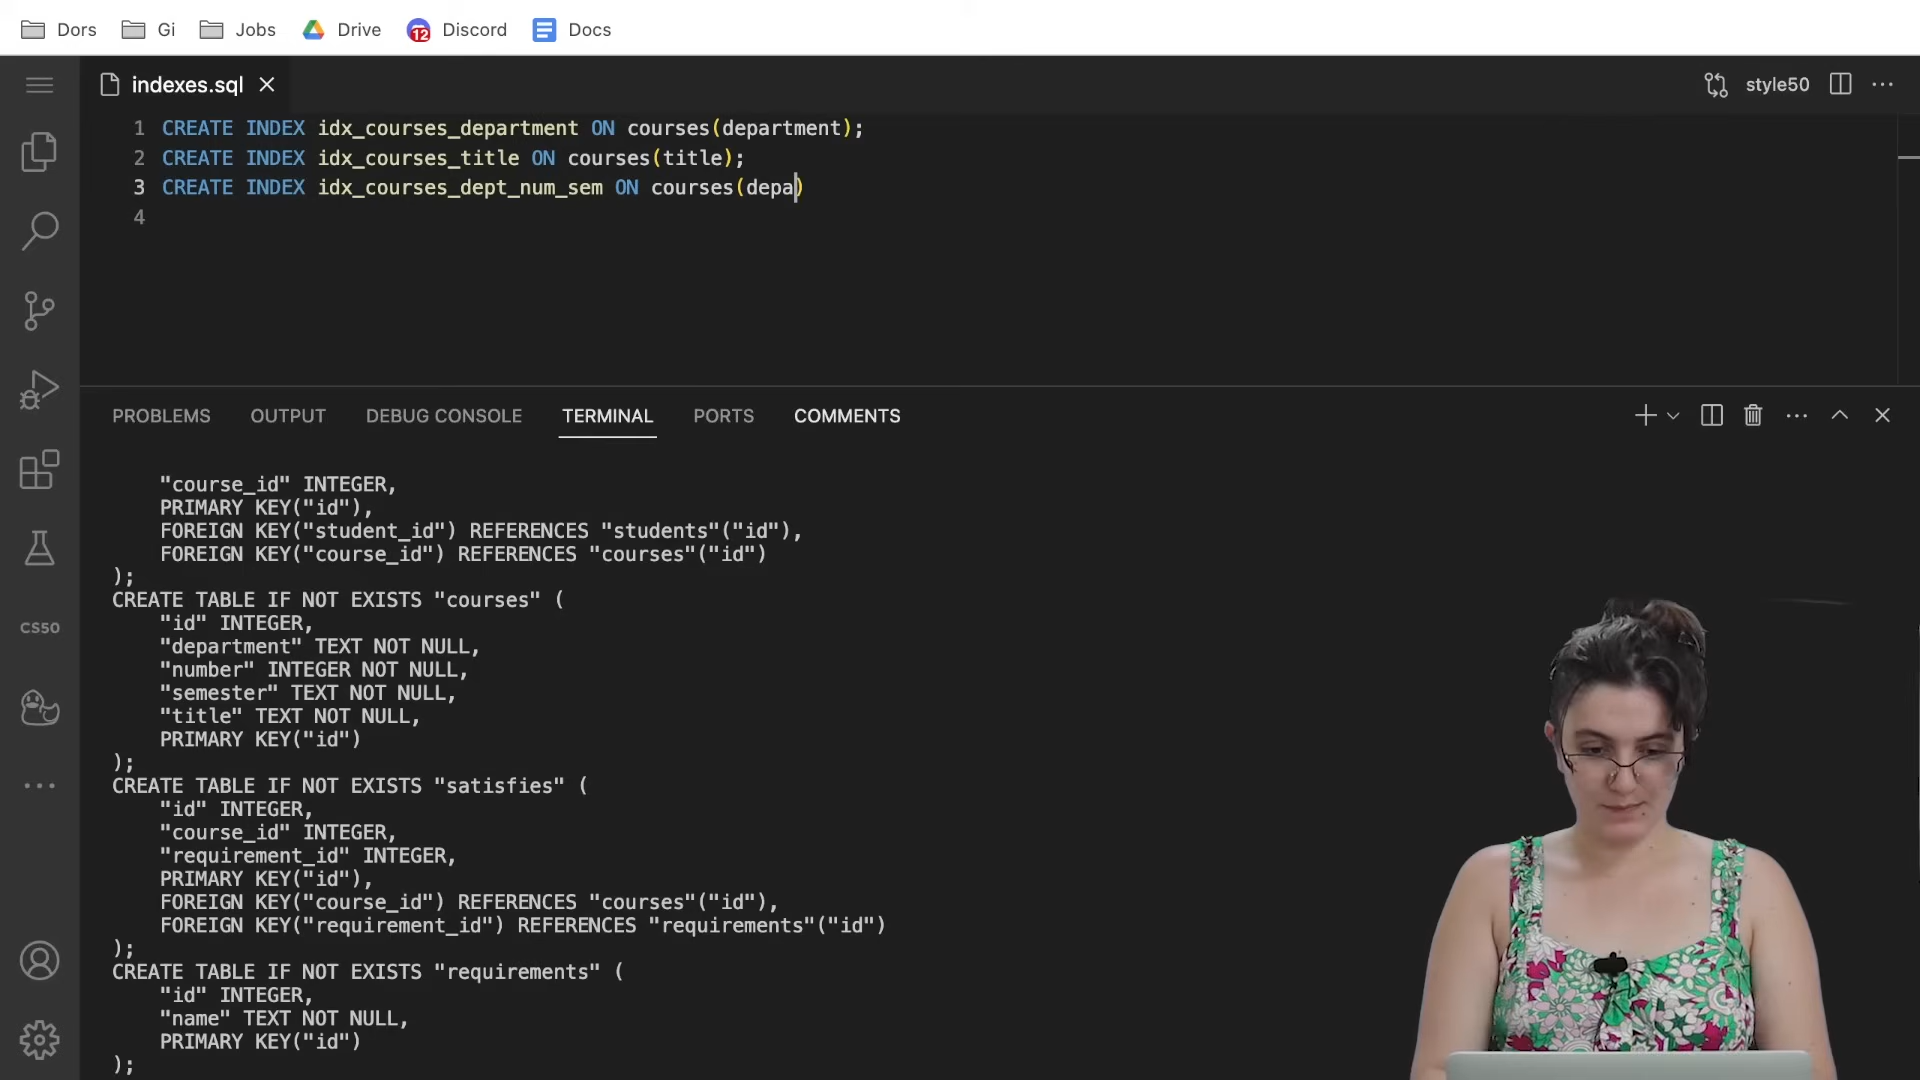 Dors Gi Jobs Drive 12 Discord Docs
indexes.sql style50
1 CREATE INDEX idx_courses_department ON courses(department);
2 CREATE INDEX idx_courses_title ON courses(title);
3 CREATE INDEX idx_courses_dept_num_sem ON courses(depa)
4
PROBLEMS OUTPUT DEBUG CONSOLE TERMINAL PORTS COMMENTS
"course_id" INTEGER,
PRIMARY KEY("id"),
FOREIGN KEY("student_id") REFERENCES "students"("id"),
FOREIGN KEY("course_id") REFERENCES "courses"("id")
);
CREATE TABLE IF NOT EXISTS "courses" (
"id" INTEGER,
"department" TEXT NOT NULL,
"number" INTEGER NOT NULL,
"semester" TEXT NOT NULL,
"title" TEXT NOT NULL,
PRIMARY KEY("id")
);
CREATE TABLE IF NOT EXISTS "satisfies" (
"id" INTEGER,
"course_id" INTEGER,
"requirement_id" INTEGER,
PRIMARY KEY("id"),
FOREIGN KEY("course_id") REFERENCES "courses"("id"),
FOREIGN KEY("requirement_id") REFERENCES "requirements"("id")
);
CREATE TABLE IF NOT EXISTS "requirements" (
"id" INTEGER,
"name" TEXT NOT NULL,
PRIMARY KEY("id")
);
CS50